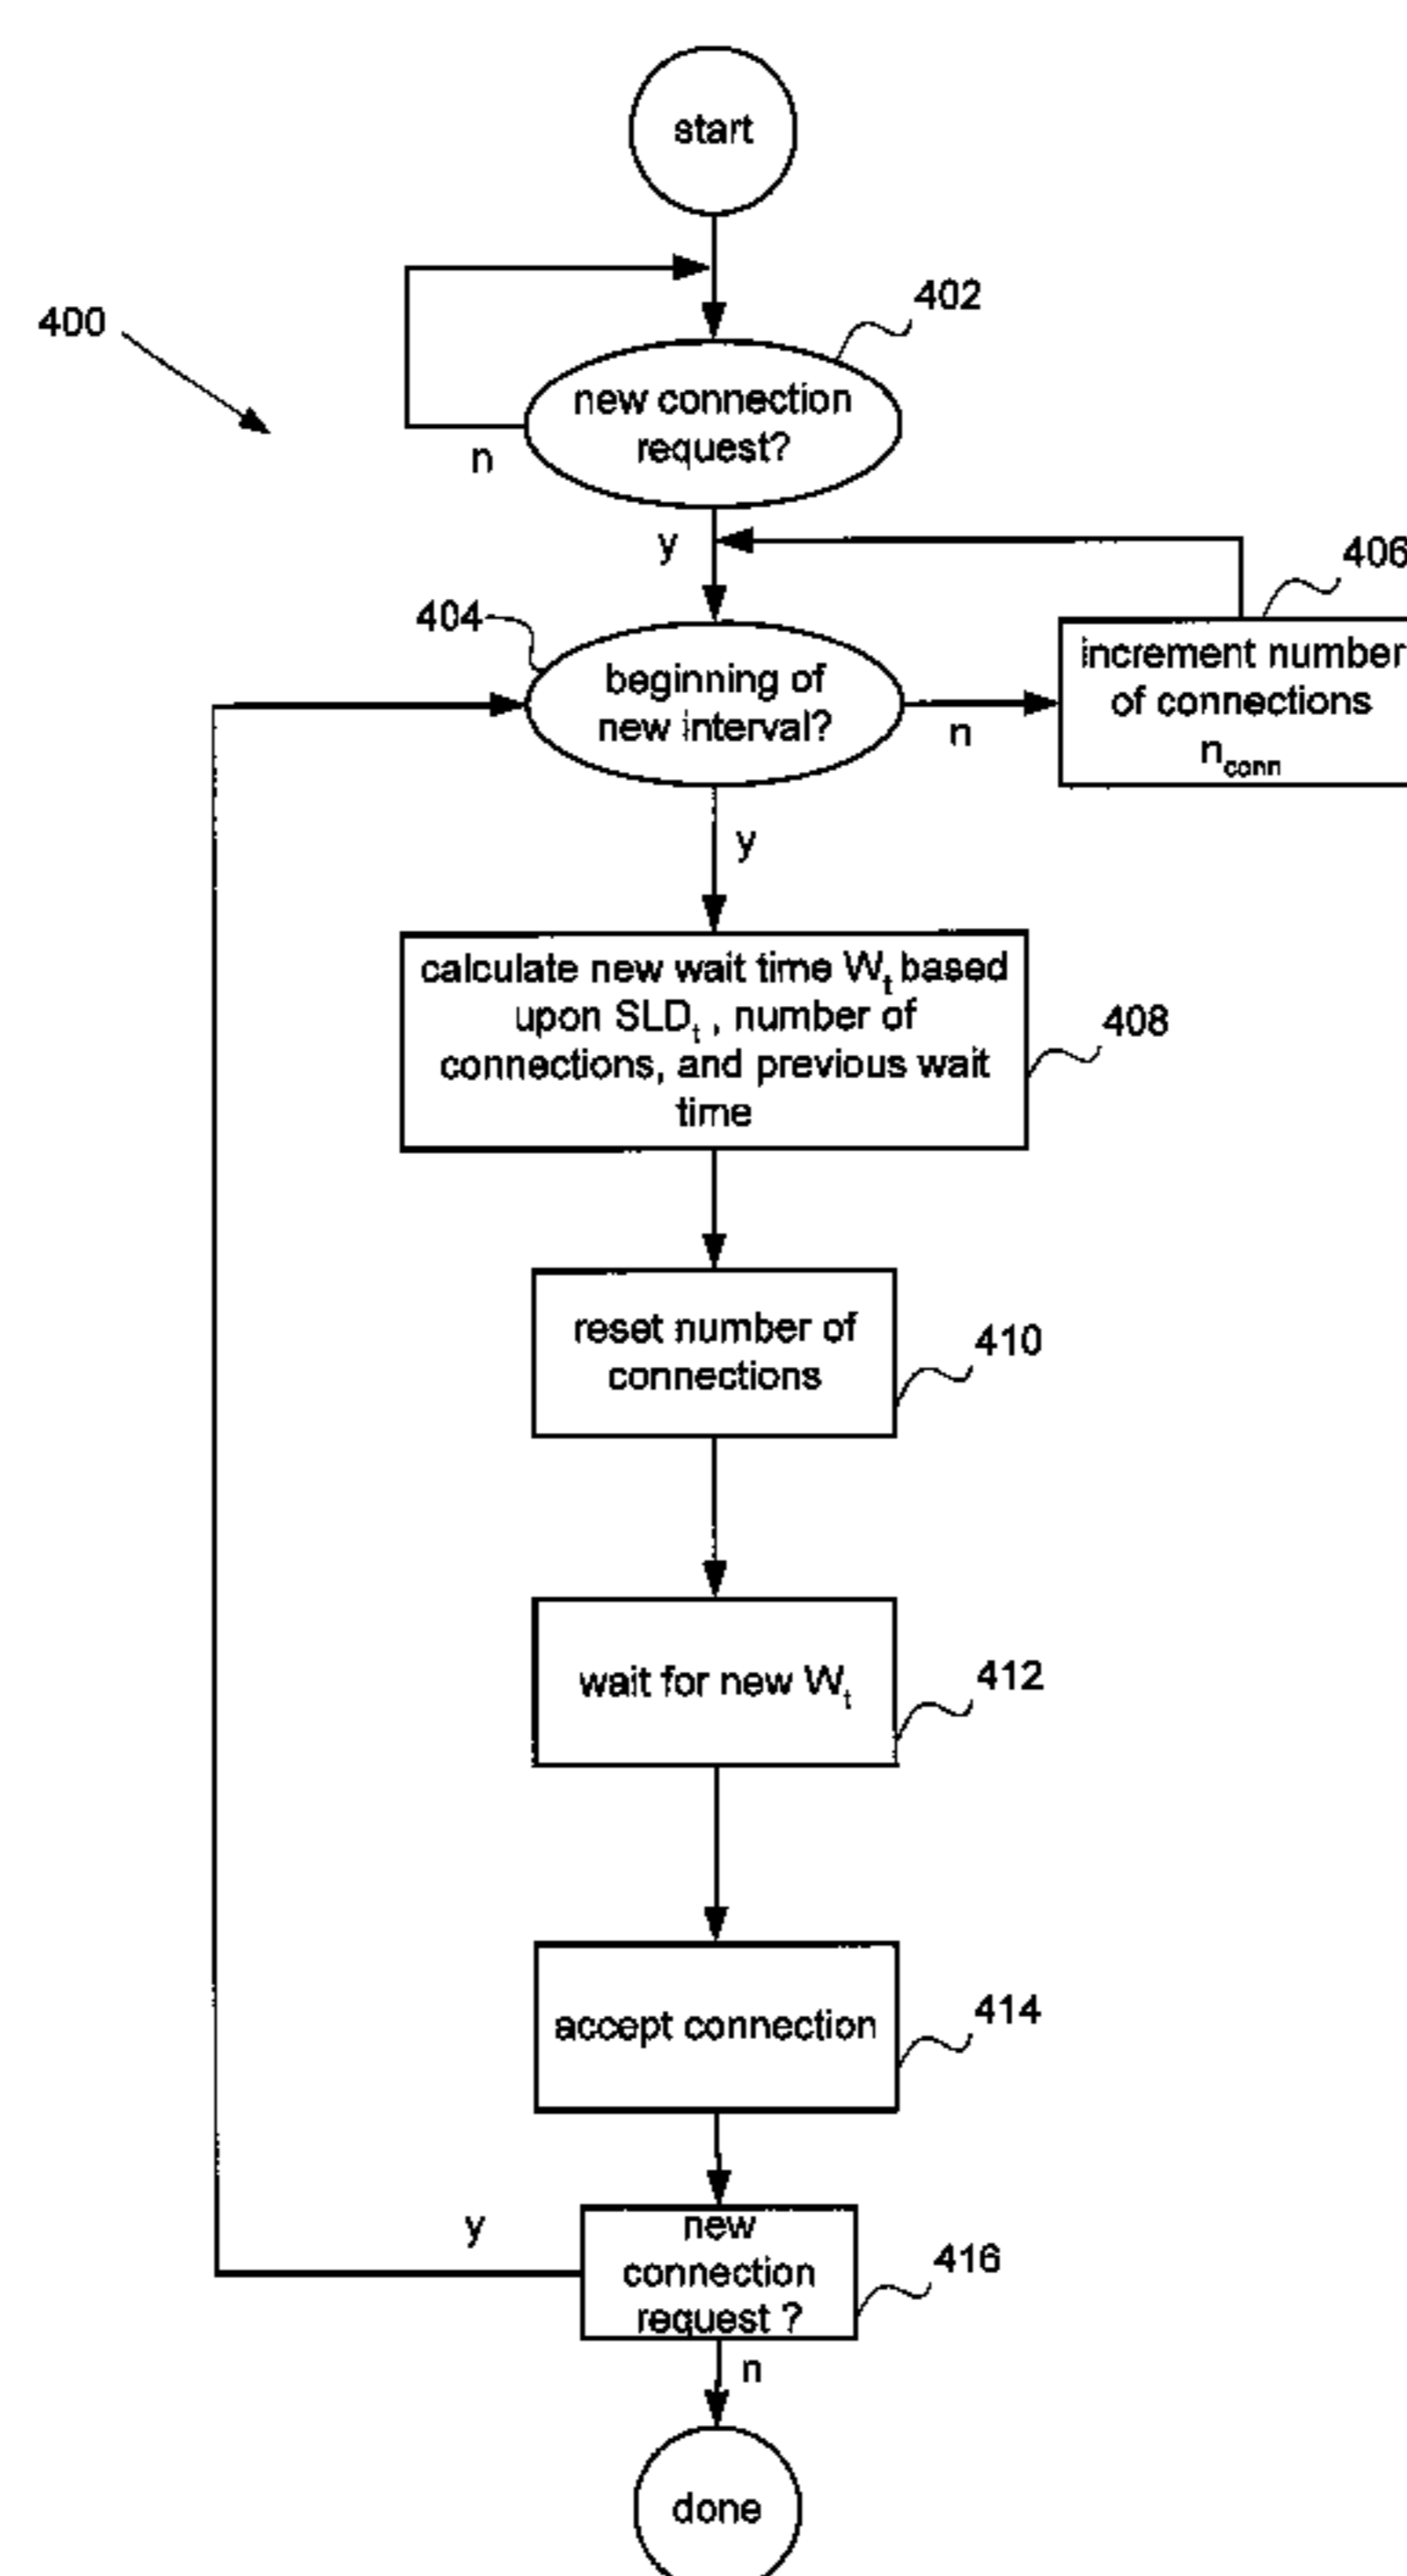 start
400
402
new connection
request?
n
y
406
404
beginning of
new interval?
n
increment number
of connections
n_conn
y
calculate new wait time W_t based
upon SLD_t , number of
connections, and previous wait
time
408
reset number of
connections
410
wait for new W_t
412
accept connection
414
y
new
connection
request ?
416
n
done